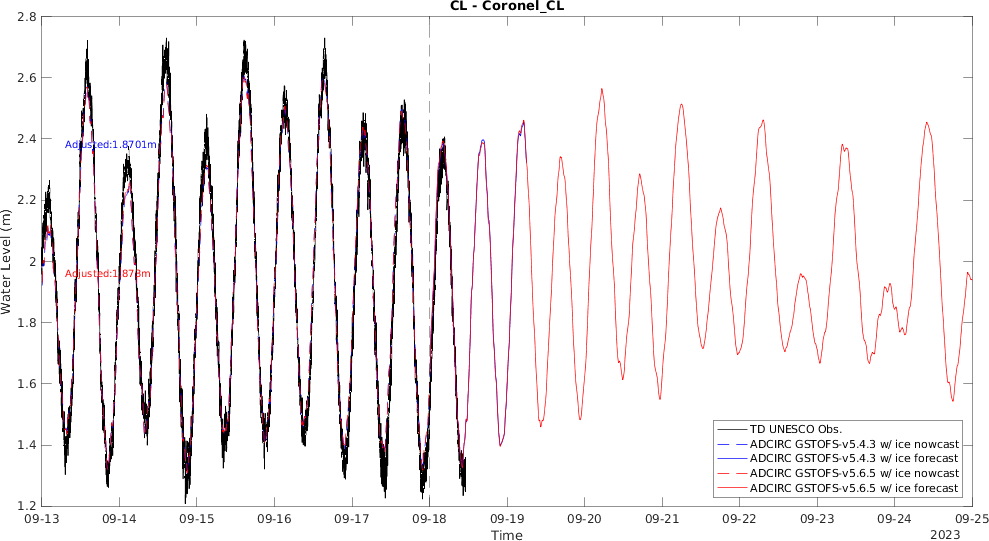 CL - Coronel_CL
2.8
2.6
2.4
2.2
2
1.8
1.6
1.4
1.2
Water Level (m)
Adjusted:1.8701m
Adjusted:1.878m
TD UNESCO Obs.
ADCIRC GSTOFS-v5.4.3 w/ ice nowcast
ADCIRC GSTOFS-v5.4.3 w/ ice forecast
ADCIRC GSTOFS-v5.6.5 w/ ice nowcast
ADCIRC GSTOFS-v5.6.5 w/ ice forecast
09-13 09-14 09-15 09-16 09-17 09-18 09-19 09-20 09-21 09-22 09-23 09-24 09-25
Time
2023